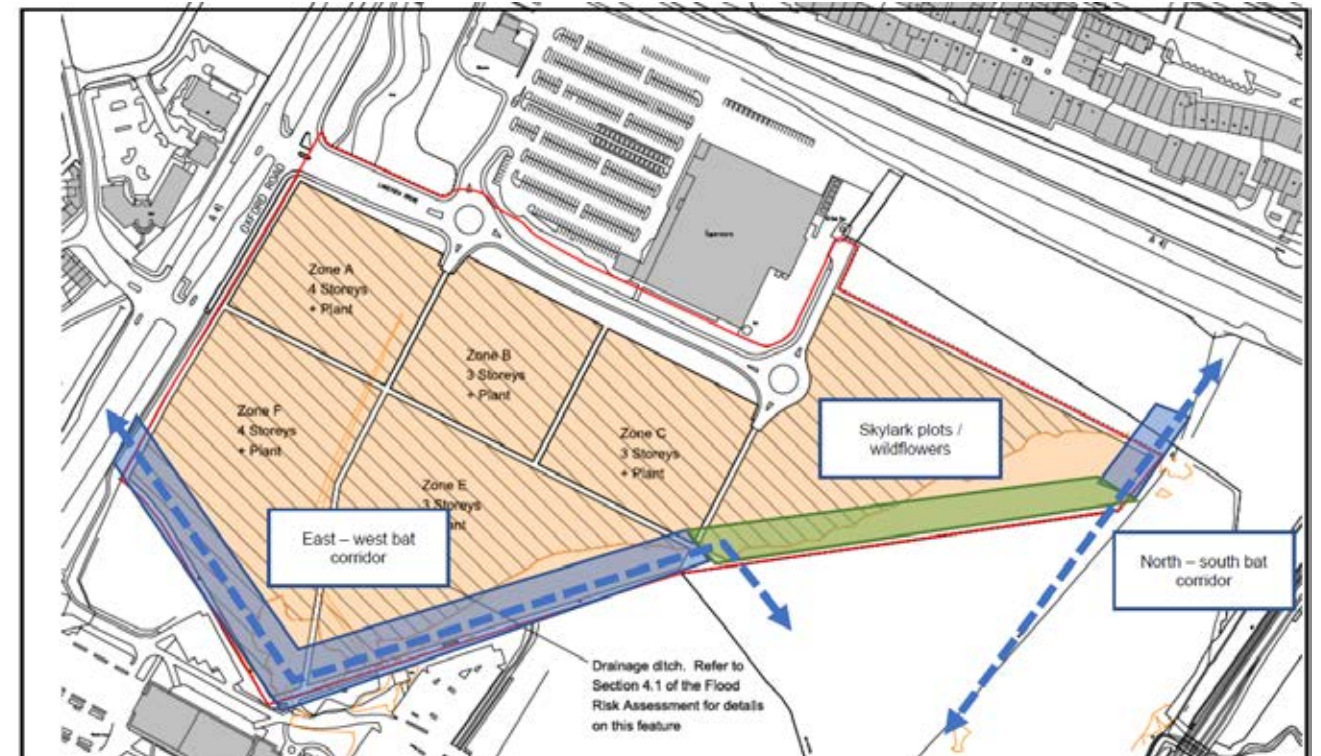 OXFORD ROAD
Zone A
4 Storeys
+ Plant
Zone B
3 Storeys
+ Plant
Zone F
4 Storeys
+ Plant
Zone C
3 Storeys
+ Plant
Skylark plots /
wildflowers
Zone E
3 Storeys
East – west bat
corridor
North – south bat
corridor
Drainage ditch. Refer to
Section 4.1 of the Flood
Risk Assessment for details
on this feature